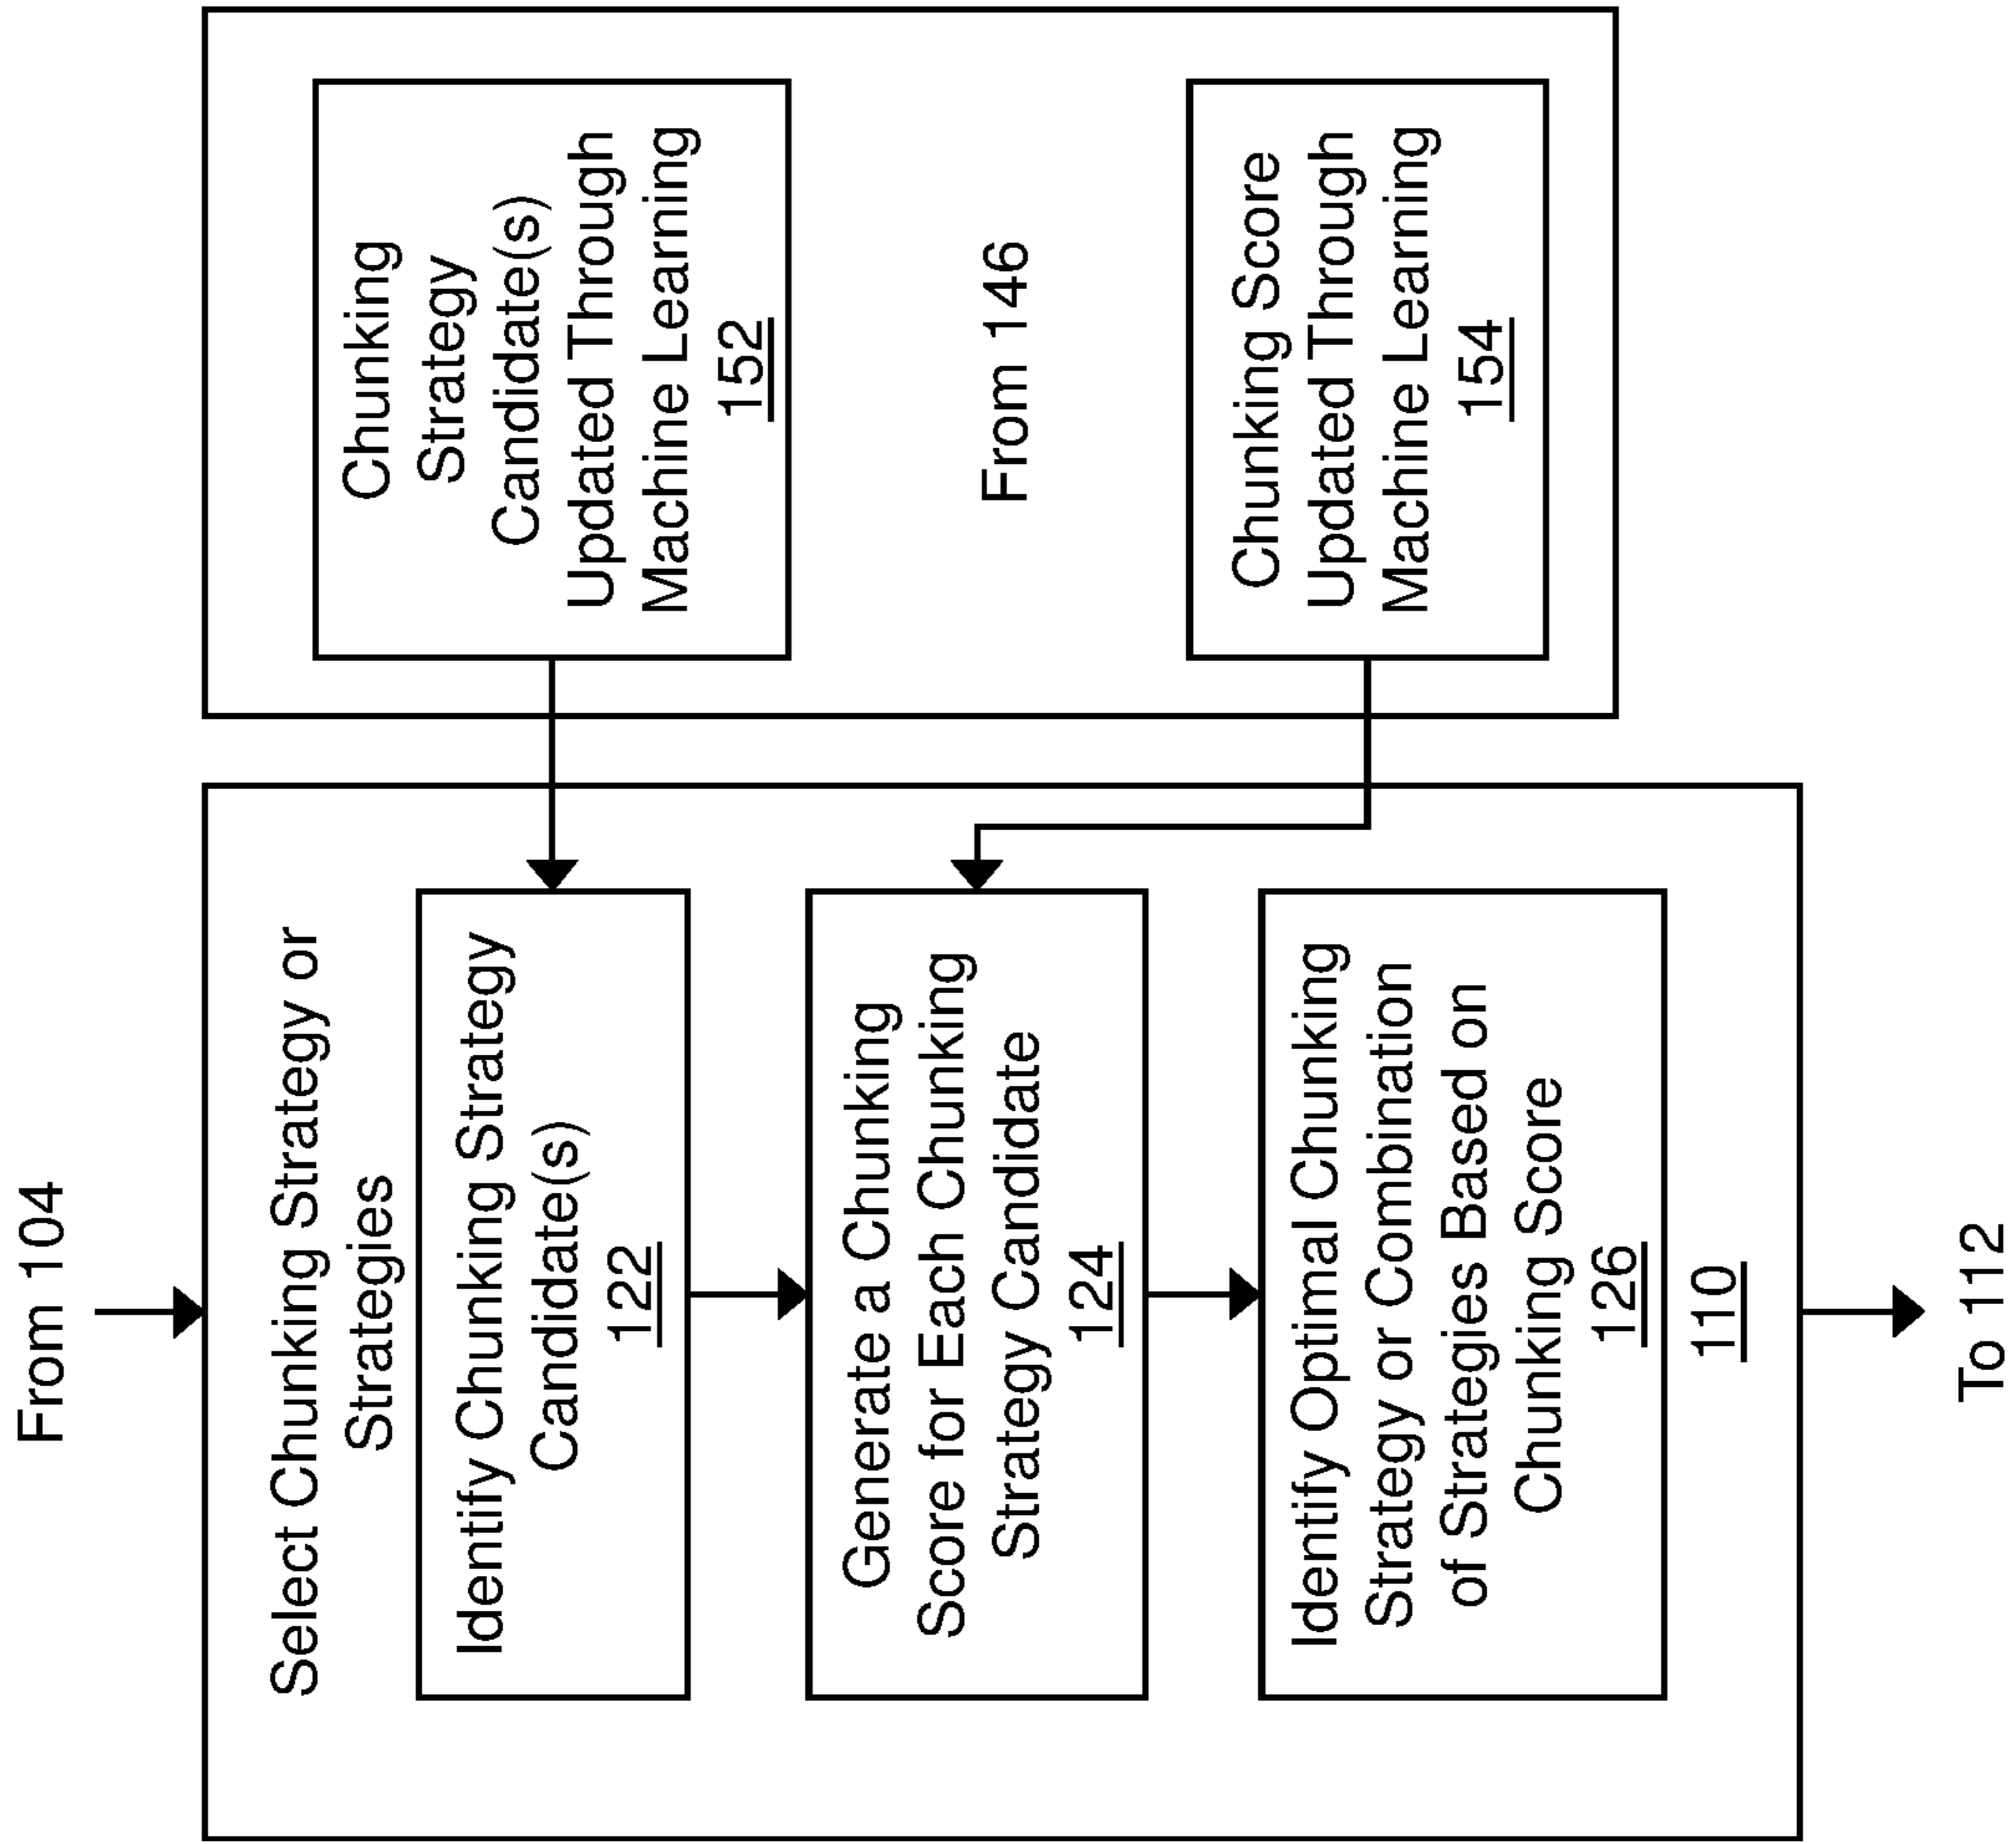 From 104
Select Chunking Strategy or
Strategies
Identify Chunking Strategy
Candidate(s)
122
Generate a Chunking
Score for Each Chunking
Strategy Candidate
124
Identify Optimal Chunking
Strategy or Combination
of Strategies Based on
Chunking Score
126
110
To 112
Chunking
Strategy
Candidate(s)
Updated Through
Machine Learning
152
From 146
Chunking Score
Updated Through
Machine Learning
154